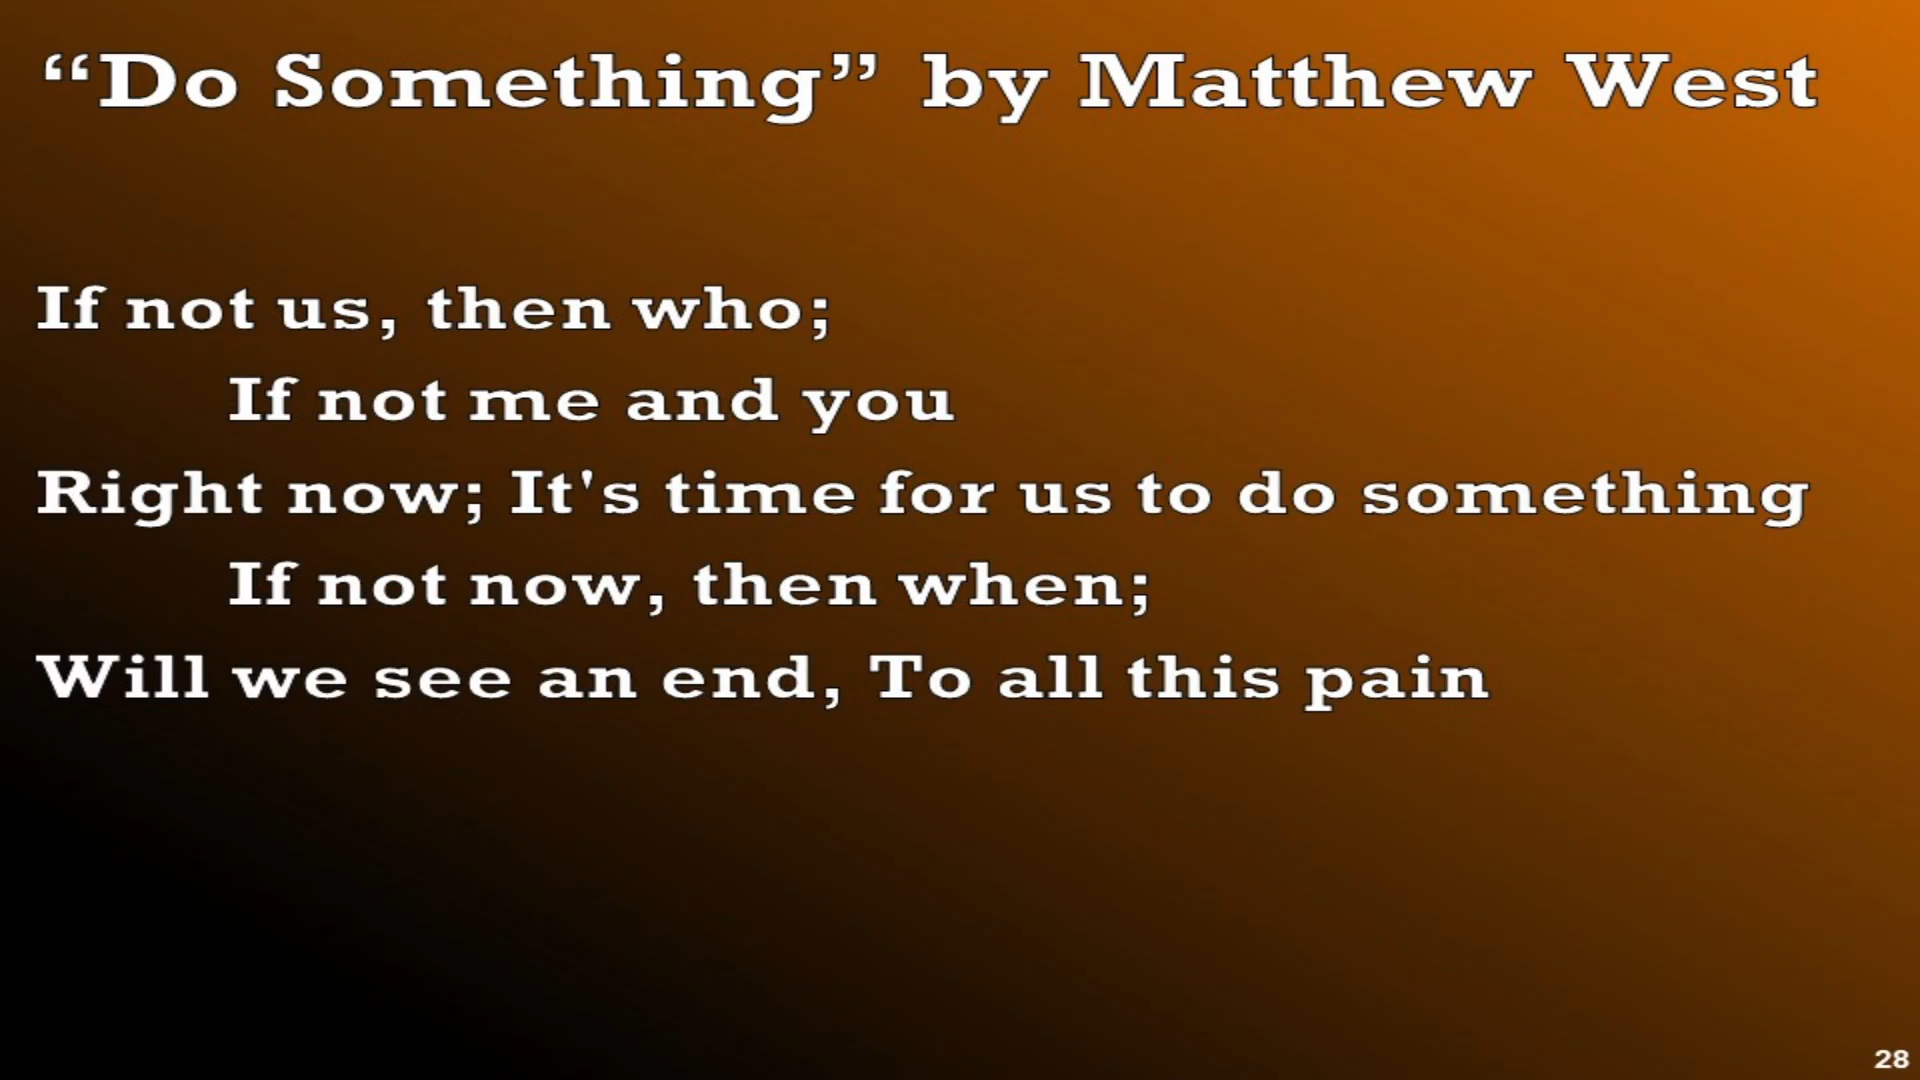 “Do Something” by Matthew West
If not us, then who;
If not me and you
Right now; It's time for us to do something
If not now, then when;
Will we see an end, To all this pain
28